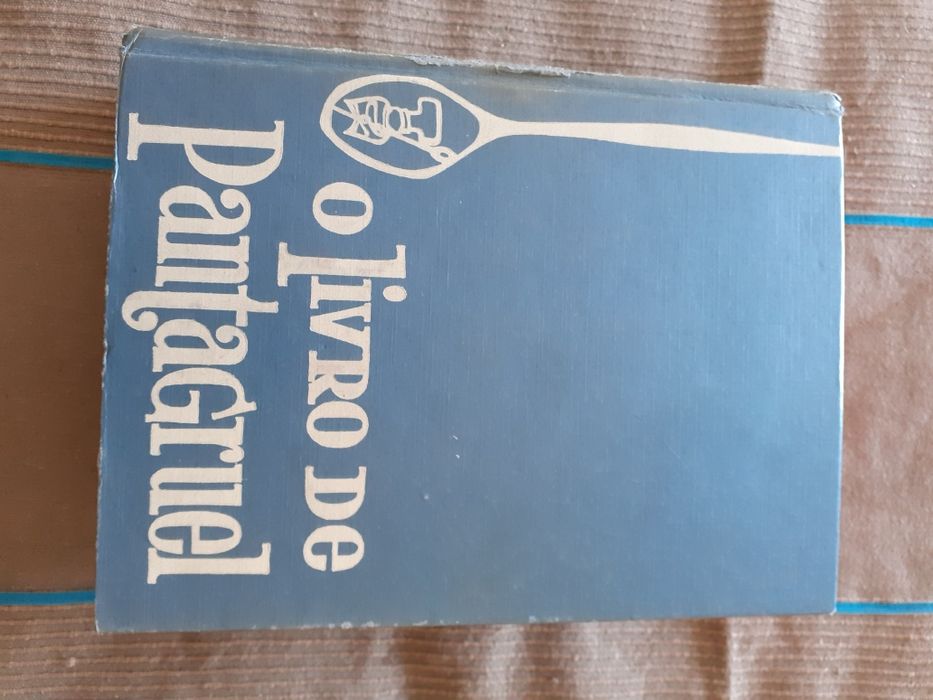 O livro de
Pantagruel